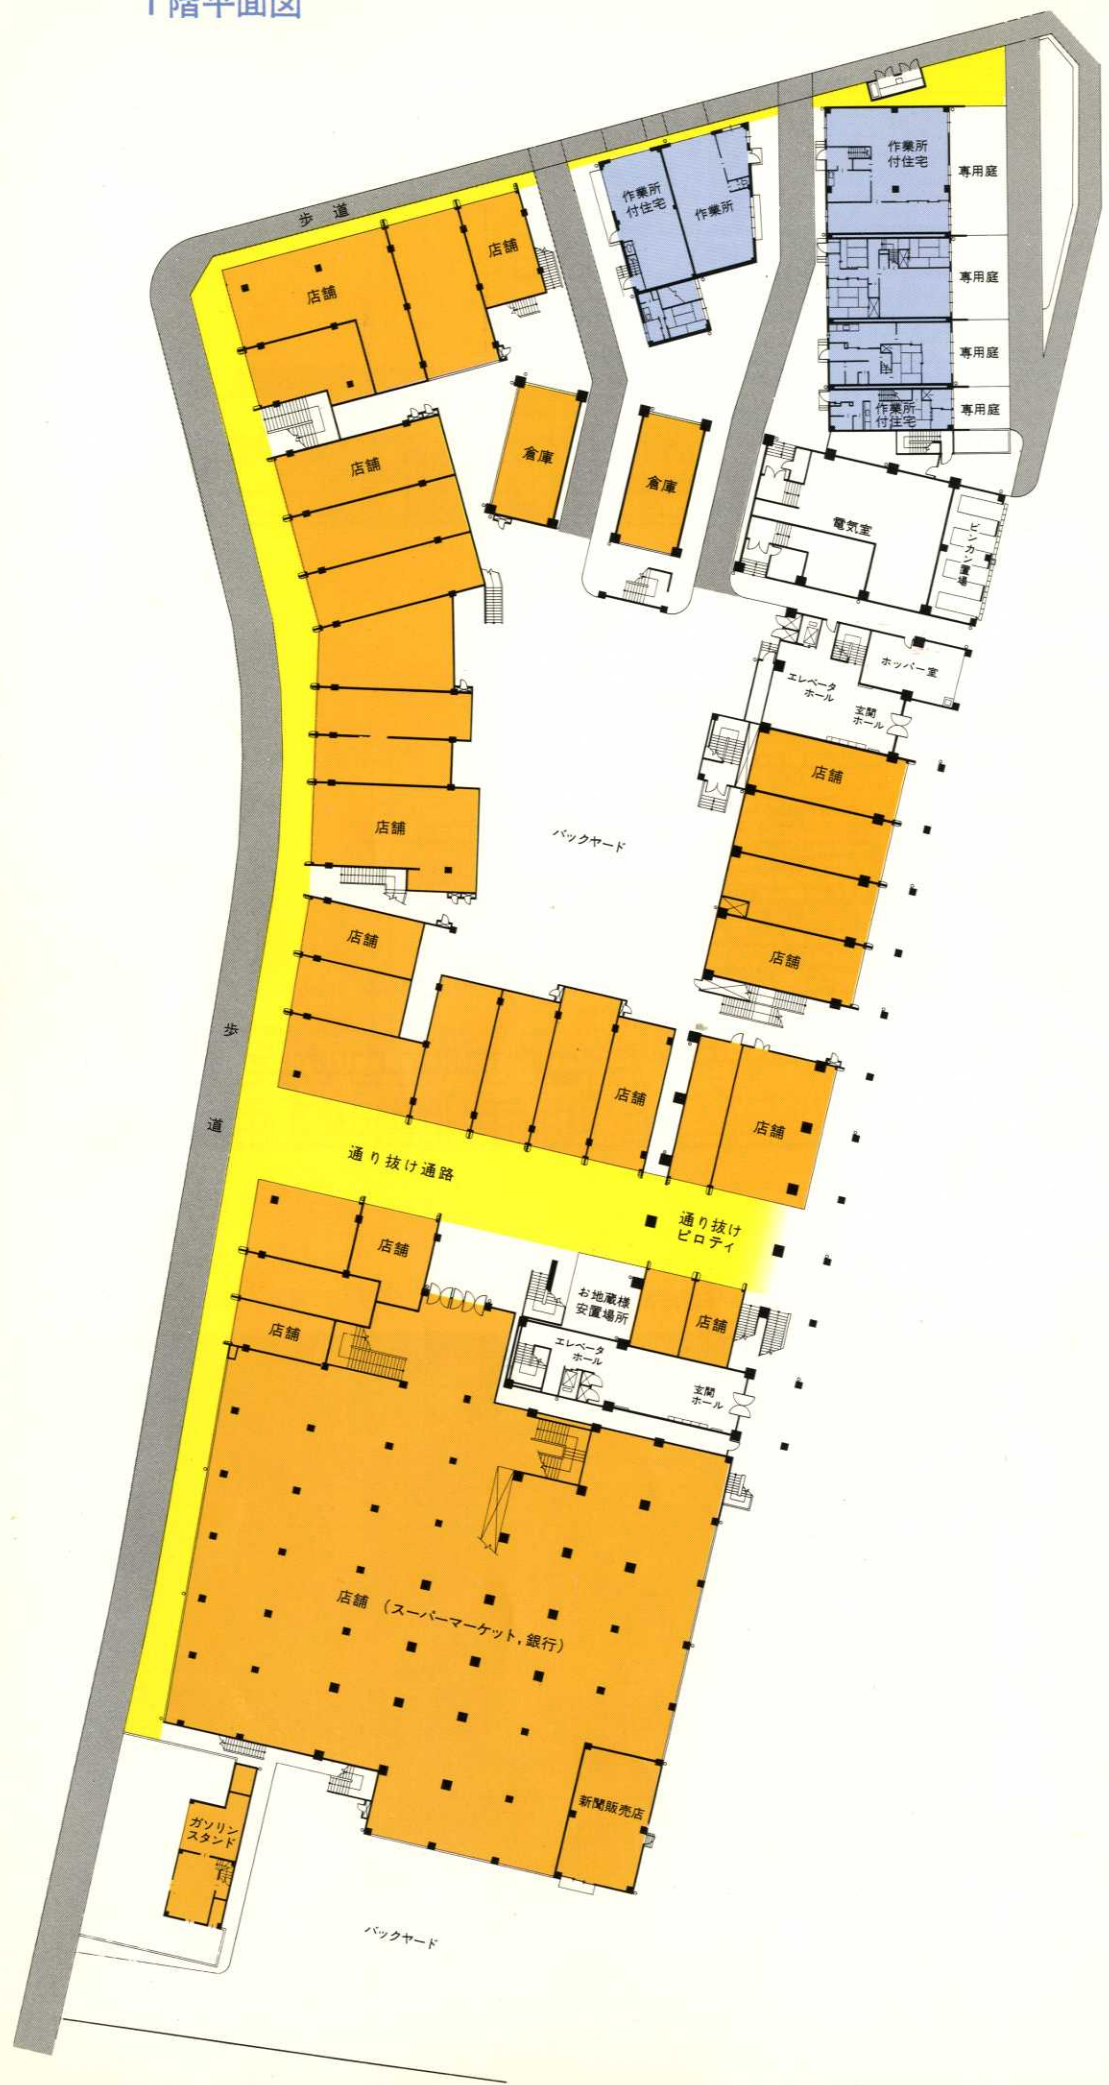 1階平面図
歩道
作業所
付住宅
専用庭
作業所
付住宅
作業所
店舗
店舗
専用庭
専用庭
作業所
付住宅
専用庭
店舗
倉庫
倉庫
電気室
ビンカン置場
ホッパー室
エレベータ
ホール
玄関
ホール
店舗
店舗
バックヤード
店舗
店舗
歩道
店舗
店舗
通り抜け通路
通り抜け
ピロティ
店舗
お地蔵様
安置場所
店舗
店舗
エレベータ
ホール
玄関
ホール
店舗 (スーパーマーケット, 銀行)
新聞販売店
ガソリン
スタンド
バックヤード